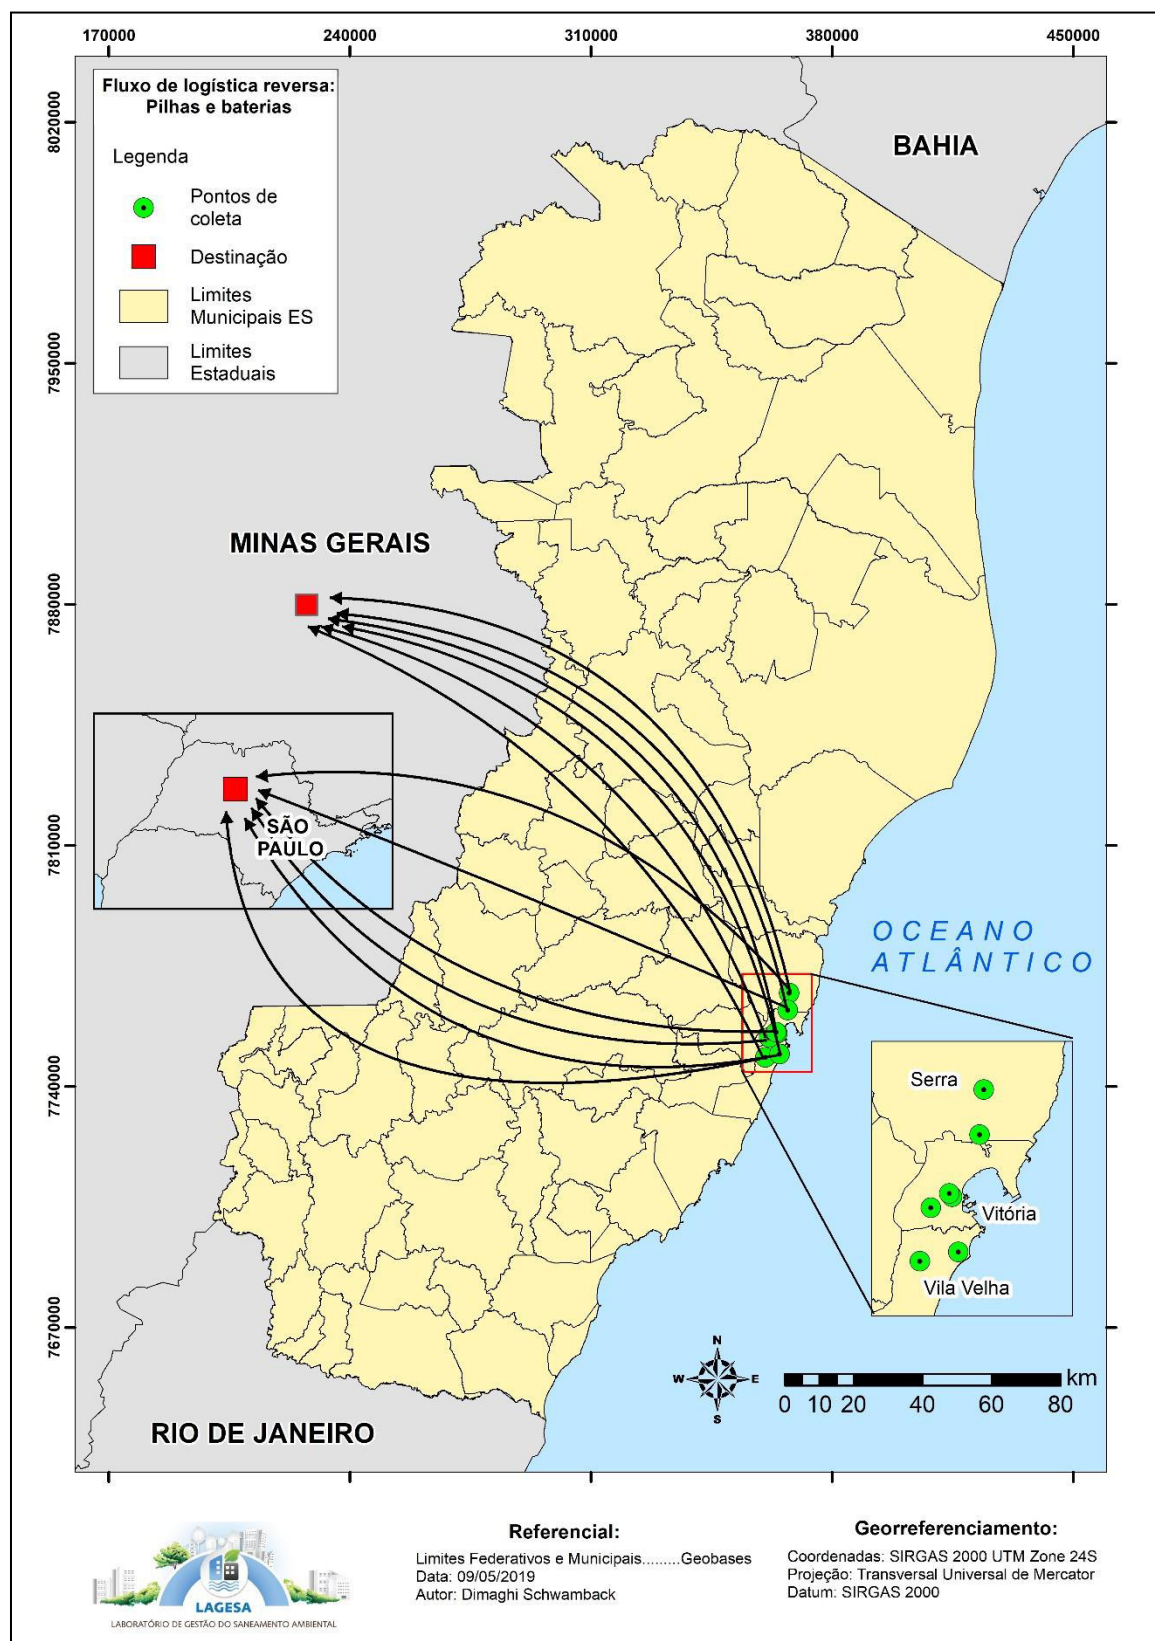 170000
240000
310000
380000
450000
Fluxo de logística reversa:
Pilhas e baterias
Legenda
Pontos de
coleta
Destinação
Limites
Municipais ES
Limites
Estaduais
8020000
7950000
7880000
7810000
7740000
7670000
BAHIA
MINAS GERAIS
SÃO
PAULO
OCEANO
ATLÂNTICO
Serra
Vitória
Vila Velha
RIO DE JANEIRO
N
W
E
S
km
0 10 20 40 60 80
LAGESA
LABORATÓRIO DE GESTÃO DO SANEAMENTO AMBIENTAL
Referencial:
Limites Federativos e Municipais.........Geobases
Data: 09/05/2019
Autor: Dimaghi Schwamback
Georreferenciamento:
Coordenadas: SIRGAS 2000 UTM Zone 24S
Projeção: Transversal Universal de Mercator
Datum: SIRGAS 2000